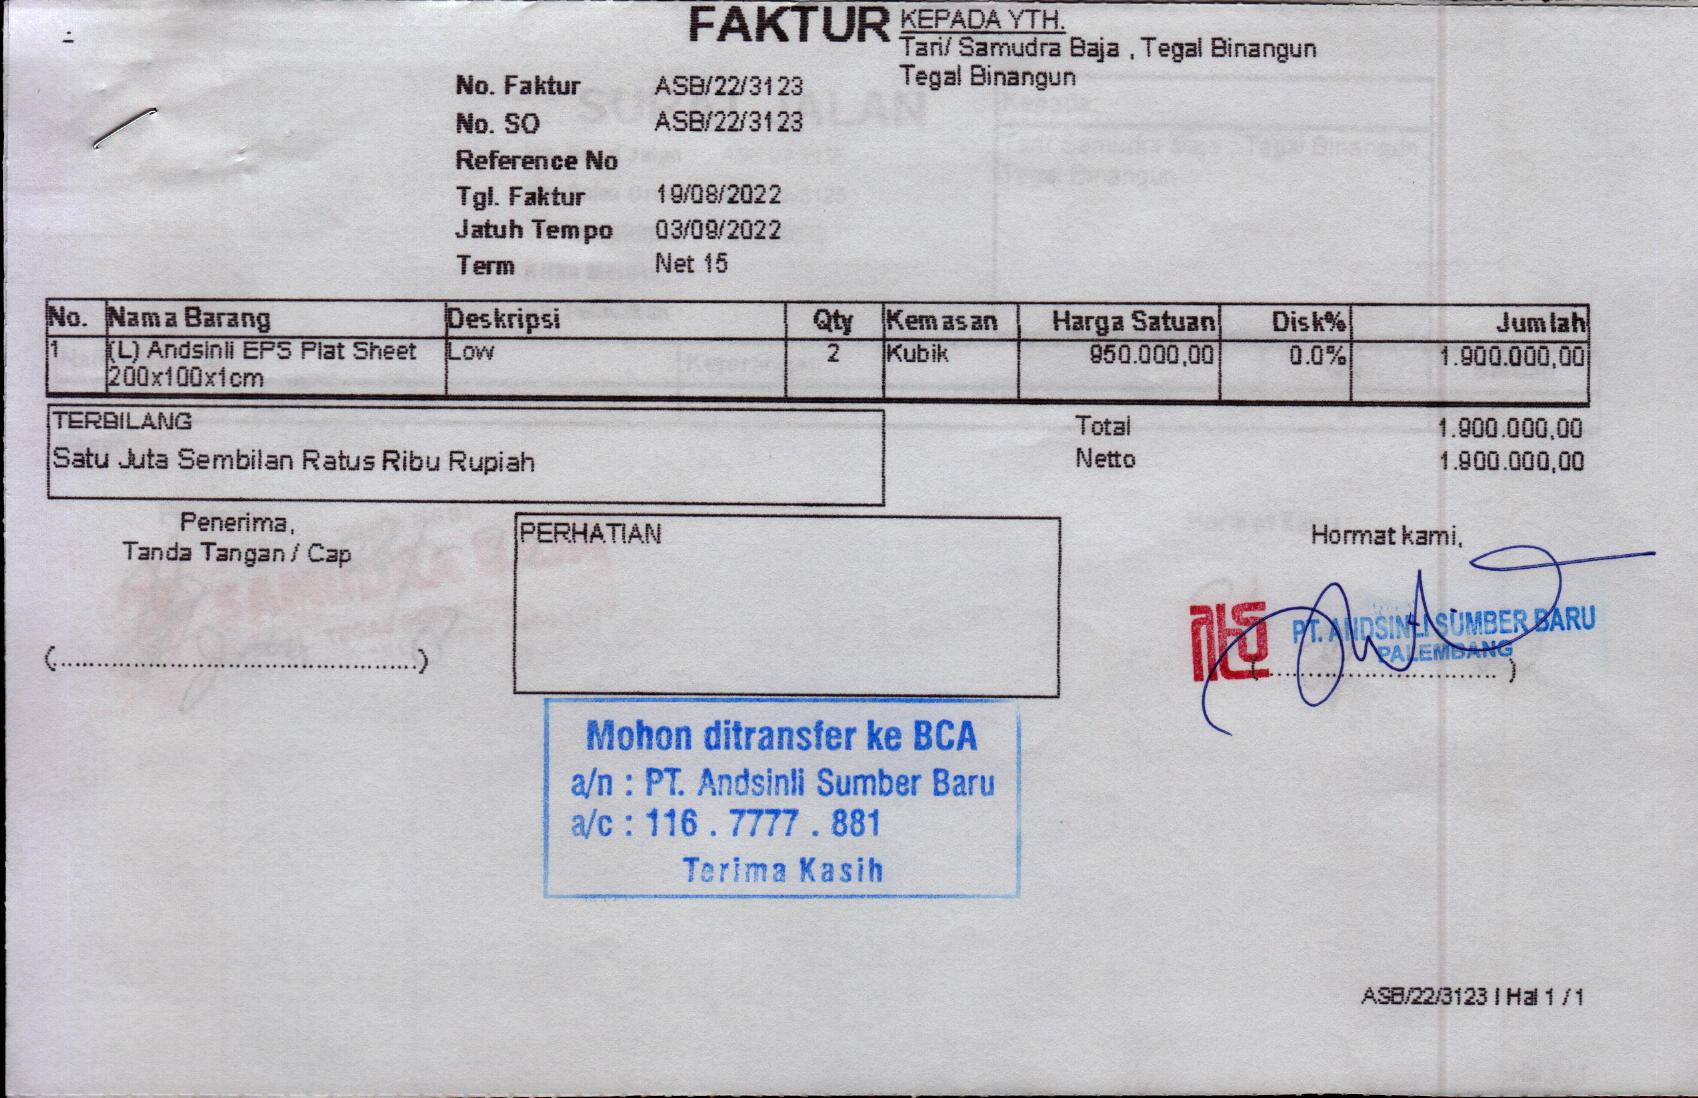 FAKTUR
KEPADA YTH.
Tari/ Samudra Baja , Tegal Binangun
Tegal Binangun
No. Faktur ASB/22/3123
No. SO ASB/22/3123
Reference No
Tgl. Faktur 19/08/2022
Jatuh Tempo 03/09/2022
Term Net 15
No. Nama Barang Deskripsi Qty Kemasan Harga Satuan Disk% Jumlah
1 (L) Andsinli EPS Plat Sheet Low 2 Kubik 950.000,00 0.0% 1.900.000,00
200x100x1cm
TERBILANG
Satu Juta Sembilan Ratus Ribu Rupiah
Total 1.900.000,00
Netto 1.900.000,00
Penerima,
Tanda Tangan / Cap
PERHATIAN
Hormat kami,
PT. ANDSINLI SUMBER BARU
PALEMBANG
(........................................................)
(........................................ )
Mohon ditransfer ke BCA
a/n : PT. Andsinli Sumber Baru
a/c : 116 . 7777 . 881
Terima Kasih
ASB/22/3123 | Hal 1 / 1